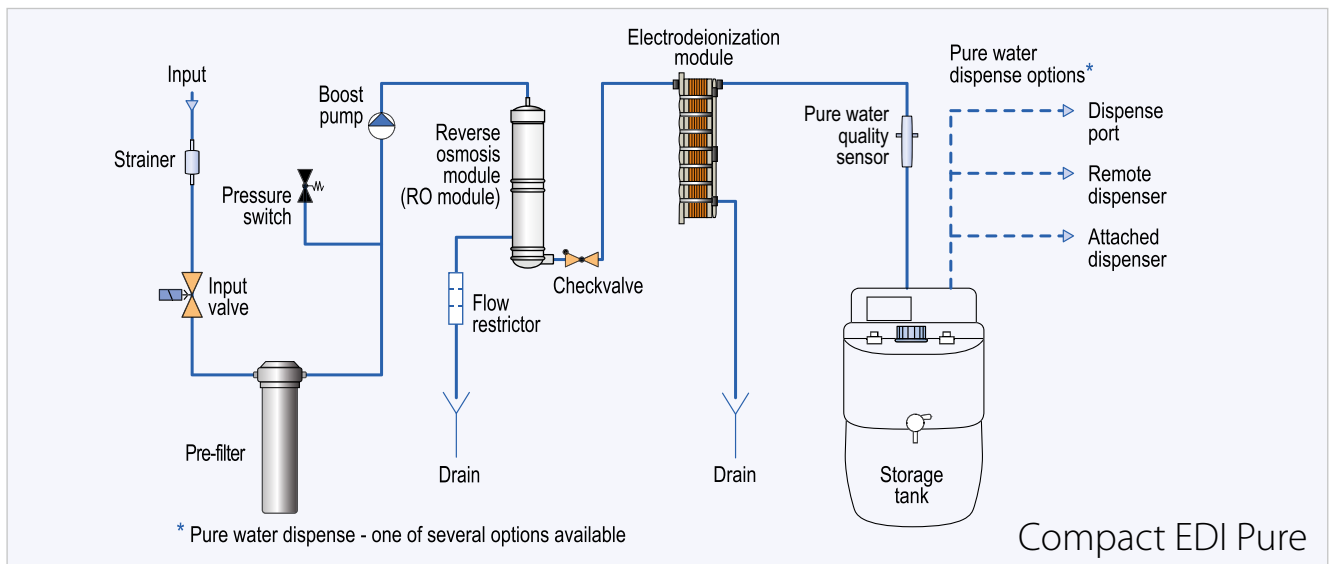 Input
Strainer
Input
valve
Pre-filter
Pressure
switch
Boost
pump
Reverse
osmosis
module
(RO module)
Flow
restrictor
Drain
Checkvalve
Electrodeionization
module
Drain
Pure water
quality
sensor
Pure water
dispense options*
Dispense
port
Remote
dispenser
Attached
dispenser
Storage
tank
* Pure water dispense - one of several options available
Compact EDI Pure